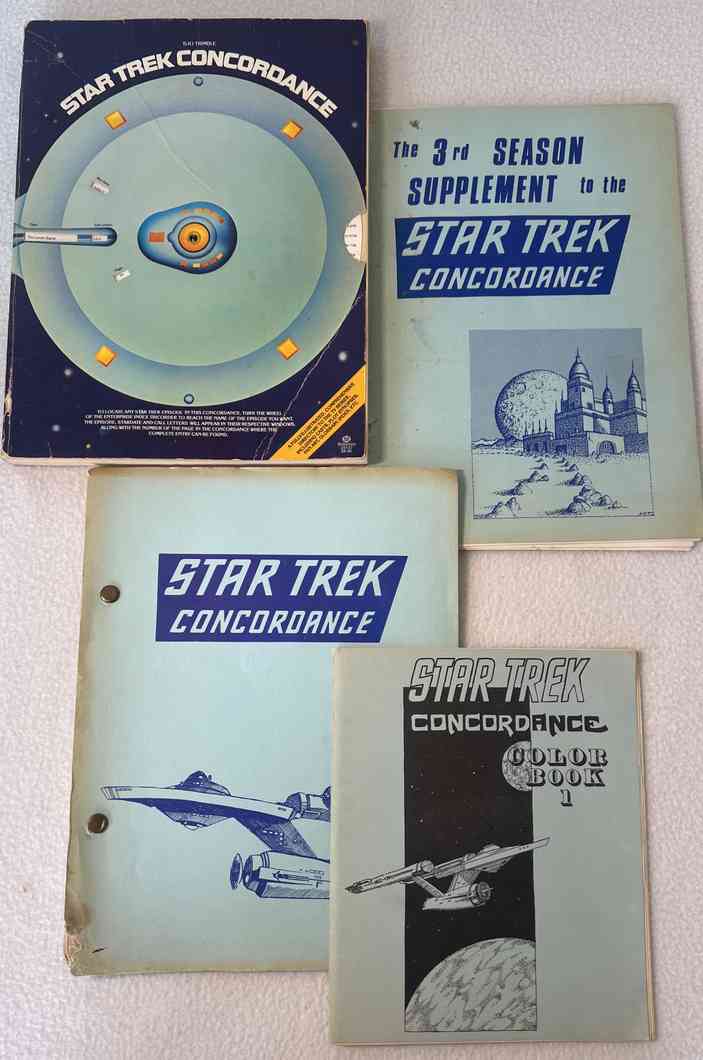 BJO TRIMBLE
STAR TREK CONCORDANCE
TO LOCATE ANY STAR TREK EPISODE IN THIS CONCORDANCE, TURN THE WHEEL
OF THE ENTERPRISE INDEX RECORDER TO REACH THE NAME OF THE EPISODE YOU WANT.
THE EPISODE, STARDATE AND CALL LETTERS WILL APPEAR IN THEIR RESPECTIVE WINDOWS,
ALONG WITH THE NUMBER OF THE PAGE IN THE CONCORDANCE WHERE THE
COMPLETE ENTRY CAN BE FOUND.
The 3rd SEASON
SUPPLEMENT to the
STAR TREK
CONCORDANCE
STAR TREK
CONCORDANCE
STAR TREK
CONCORDANCE
COLOR
BOOK
1